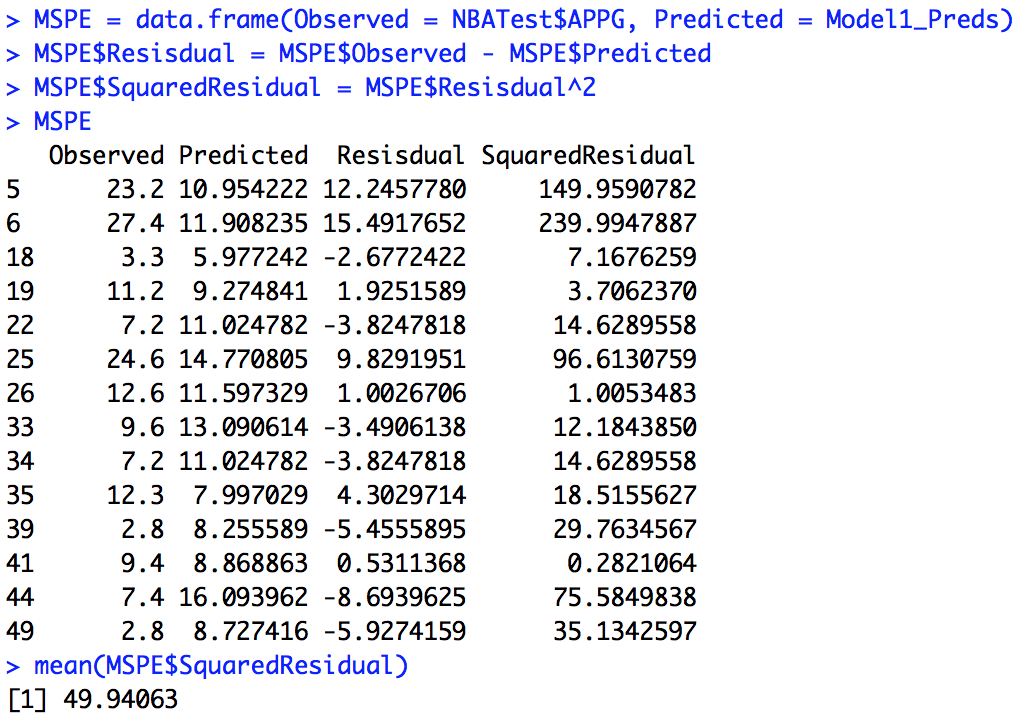 > MSPE = data.frame(Observed = NBATest$APPG, Predicted = Model1_Preds)
> MSPE$Resisdual = MSPE$Observed - MSPE$Predicted
> MSPE$SquaredResidual = MSPE$Resisdual^2
> MSPE
   Observed Predicted  Resisdual SquaredResidual
5      23.2 10.954222 12.2457780     149.9590782
6      27.4 11.908235 15.4917652     239.9947887
18      3.3  5.977242 -2.6772422       7.1676259
19     11.2  9.274841  1.9251589       3.7062370
22      7.2 11.024782 -3.8247818      14.6289558
25     24.6 14.770805  9.8291951      96.6130759
26     12.6 11.597329  1.0026706       1.0053483
33      9.6 13.090614 -3.4906138      12.1843850
34      7.2 11.024782 -3.8247818      14.6289558
35     12.3  7.997029  4.3029714      18.5155627
39      2.8  8.255589 -5.4555895      29.7634567
41      9.4  8.868863  0.5311368       0.2821064
44      7.4 16.093962 -8.6939625      75.5849838
49      2.8  8.727416 -5.9274159      35.1342597
> mean(MSPE$SquaredResidual)
[1] 49.94063